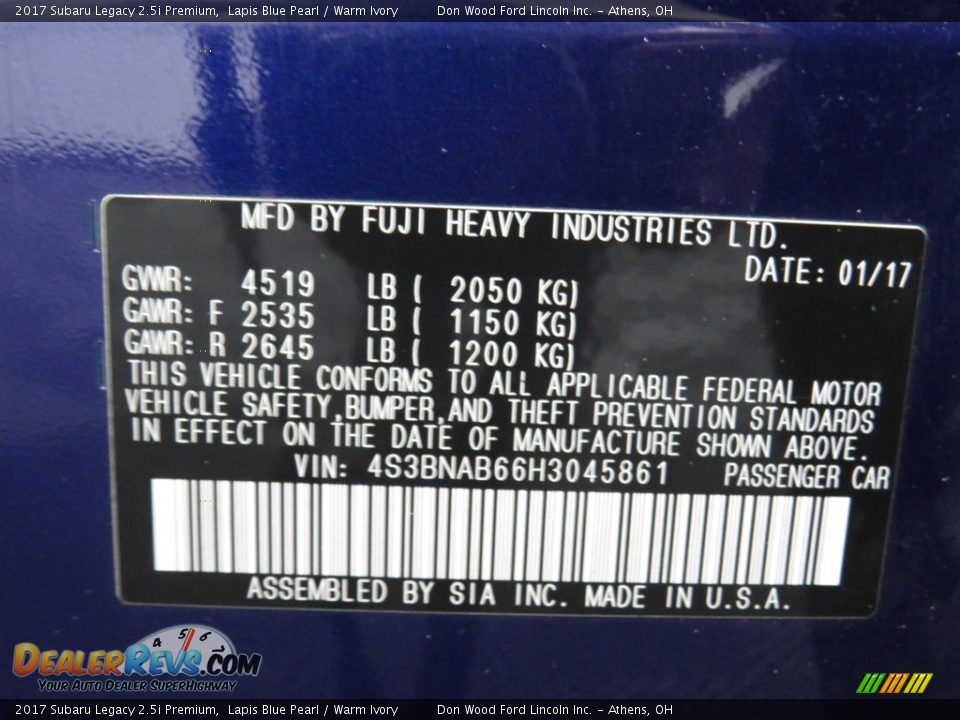 2017 Subaru Legacy 2.5i Premium, Lapis Blue Pearl / Warm Ivory Don Wood Ford Lincoln Inc. - Athens, OH
MFD BY FUJI HEAVY INDUSTRIES LTD.
DATE: 01/17
GVWR: 4519 LB ( 2050 KG)
GAWR: F 2535 LB ( 1150 KG)
GAWR: R 2645 LB ( 1200 KG)
THIS VEHICLE CONFORMS TO ALL APPLICABLE FEDERAL MOTOR
VEHICLE SAFETY,BUMPER,AND THEFT PREVENTION STANDARDS
IN EFFECT ON THE DATE OF MANUFACTURE SHOWN ABOVE.
VIN: 4S3BNAB66H3045861 PASSENGER CAR
ASSEMBLED BY SIA INC. MADE IN U.S.A.
4 5 6 7
DEALERREVS.COM
YOUR AUTO DEALER SUPERHIGHWAY
2017 Subaru Legacy 2.5i Premium, Lapis Blue Pearl / Warm Ivory Don Wood Ford Lincoln Inc. - Athens, OH